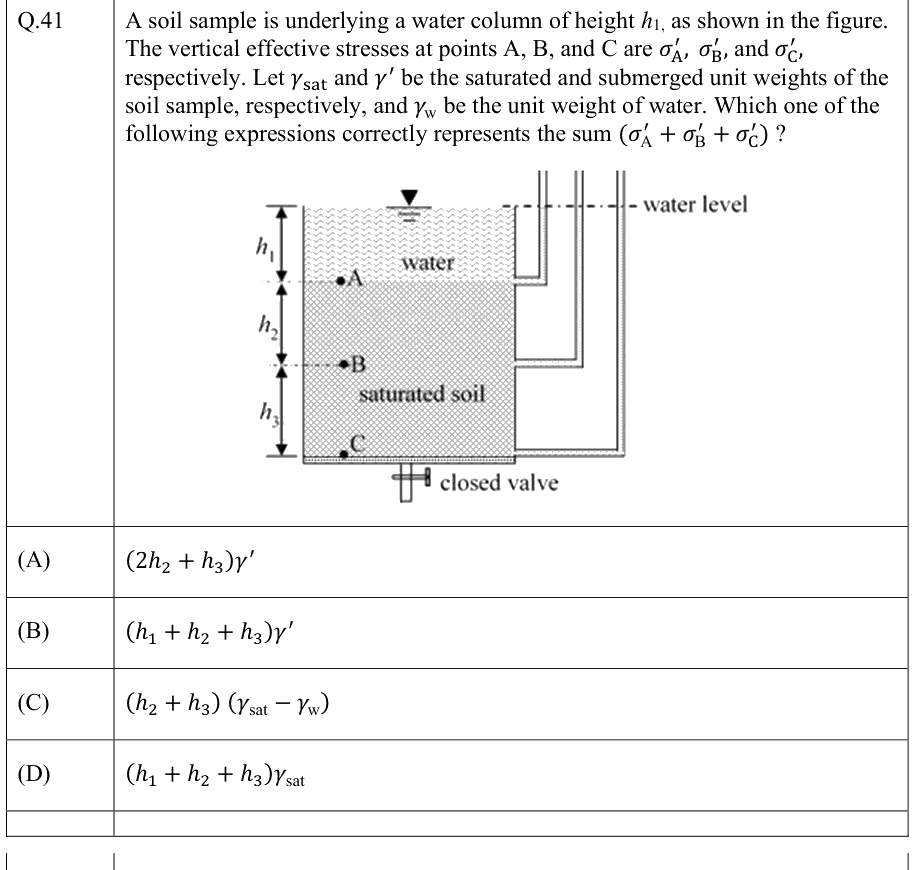 Q.41
A soil sample is underlying a water column of height h₁, as shown in the figure.
The vertical effective stresses at points A, B, and C are σ′A, σ′B, and σ′C,
respectively. Let γsat and γ′ be the saturated and submerged unit weights of the
soil sample, respectively, and γw be the unit weight of water. Which one of the
following expressions correctly represents the sum (σ′A + σ′B + σ′C) ?
water level
h₁
water
A
h₂
B
saturated soil
h₃
C
closed valve
(A) (2h₂ + h₃)γ′
(B) (h₁ + h₂ + h₃)γ′
(C) (h₂ + h₃) (γsat − γw)
(D) (h₁ + h₂ + h₃)γsat